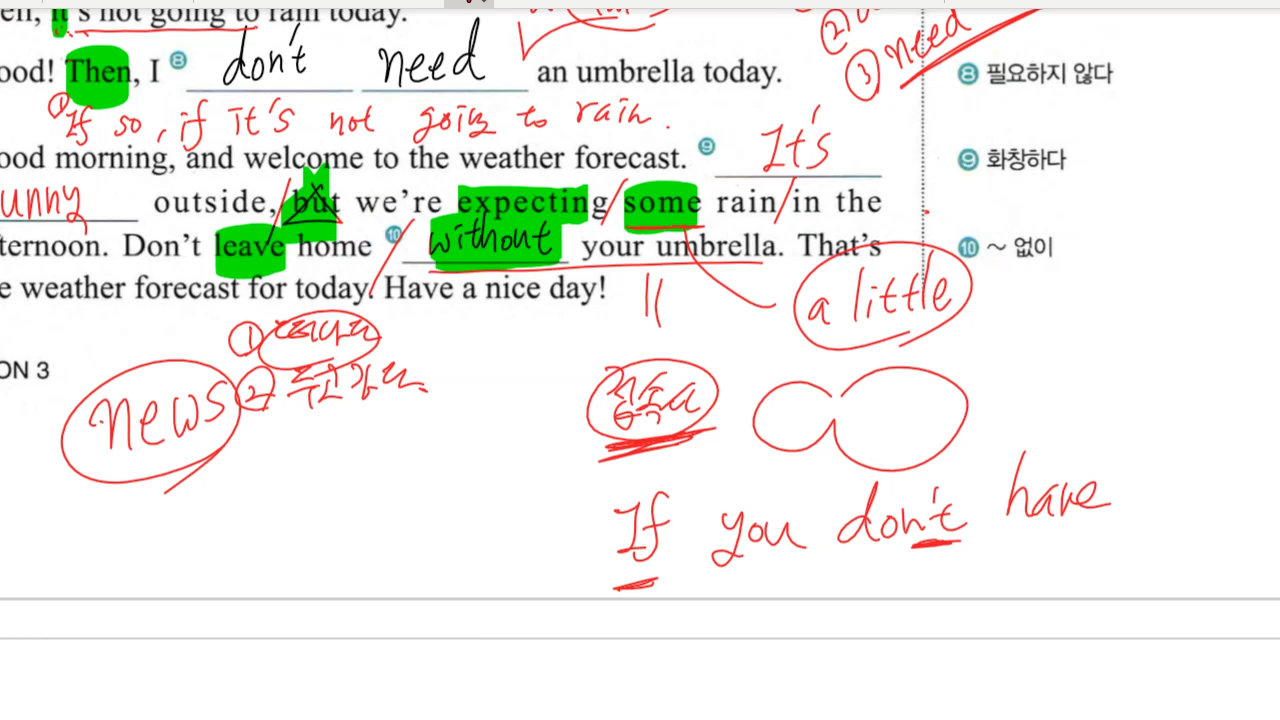 it's not going to rain today.
② 
③ need
ood! Then, I ⑧ don't need an umbrella today.
⑧ 필요하지 않다
① If so, if it's not going to rain.
ood morning, and welcome to the weather forecast. ⑨ It's
⑨ 화창하다
unny outside, but we're expecting some rain in the
ternoon. Don't leave home ⑩ without your umbrella. That's
⑩ ~ 없이
e weather forecast for today. Have a nice day!
a little
① 떠나다
② 두고 가다
ON 3
news
접속사
If you don't have